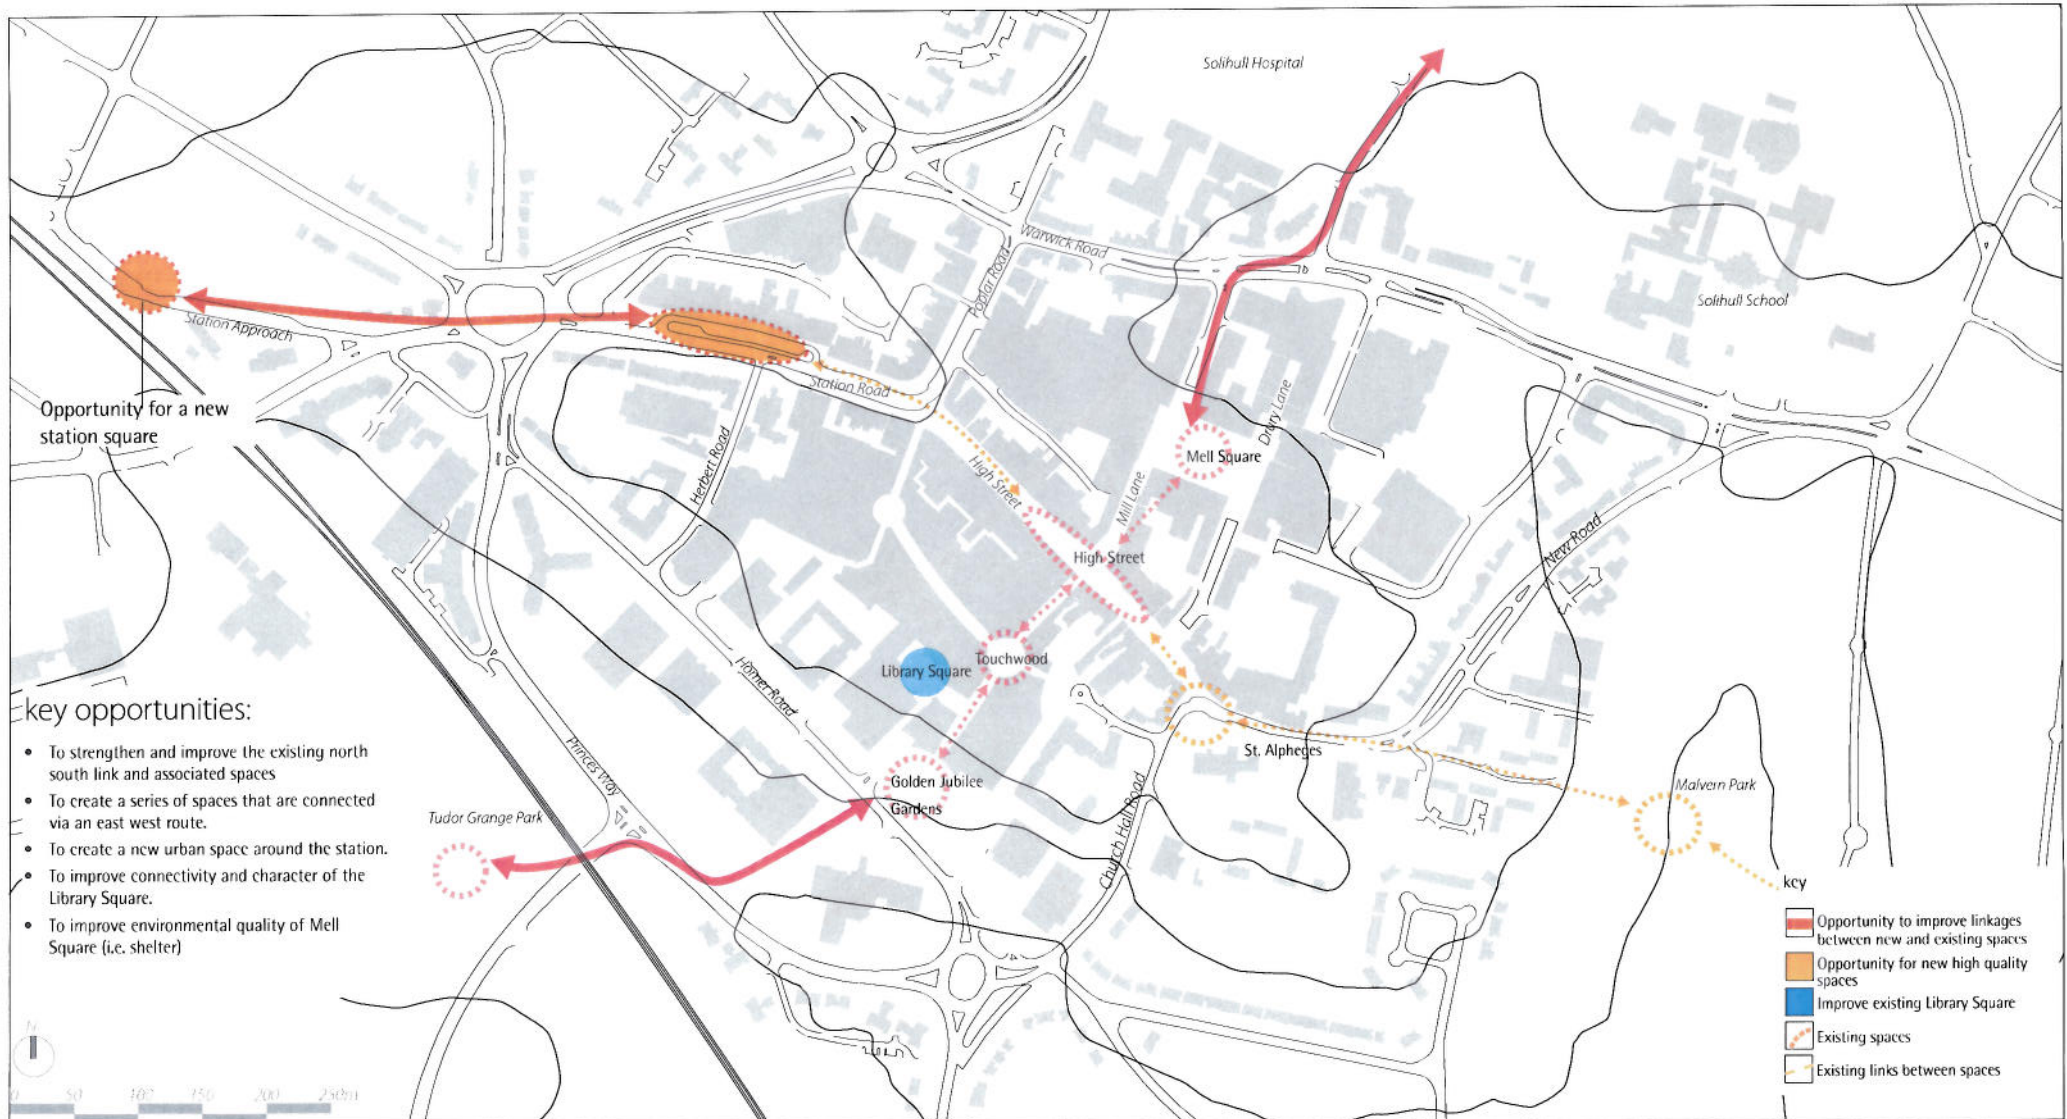 Solihull Hospital
Warwick Road
Poplar Road
Solihull School
Station Approach
Station Road
Opportunity for a new
station square
Herbert Road
High Street
Drury Lane
Mell Square
Mill Lane
High Street
New Road
Library Square
Touchwood
Homer Road
Princes Way
St. Alpheges
Golden Jubilee
Gardens
Church Hall Road
Malvern Park
Tudor Grange Park
key opportunities:
• To strengthen and improve the existing north
south link and associated spaces
• To create a series of spaces that are connected
via an east west route.
• To create a new urban space around the station.
• To improve connectivity and character of the
Library Square.
• To improve environmental quality of Mell
Square (i.e. shelter)
key
Opportunity to improve linkages
between new and existing spaces
Opportunity for new high quality
spaces
Improve existing Library Square
Existing spaces
Existing links between spaces
N
0 50 100 150 200 250m